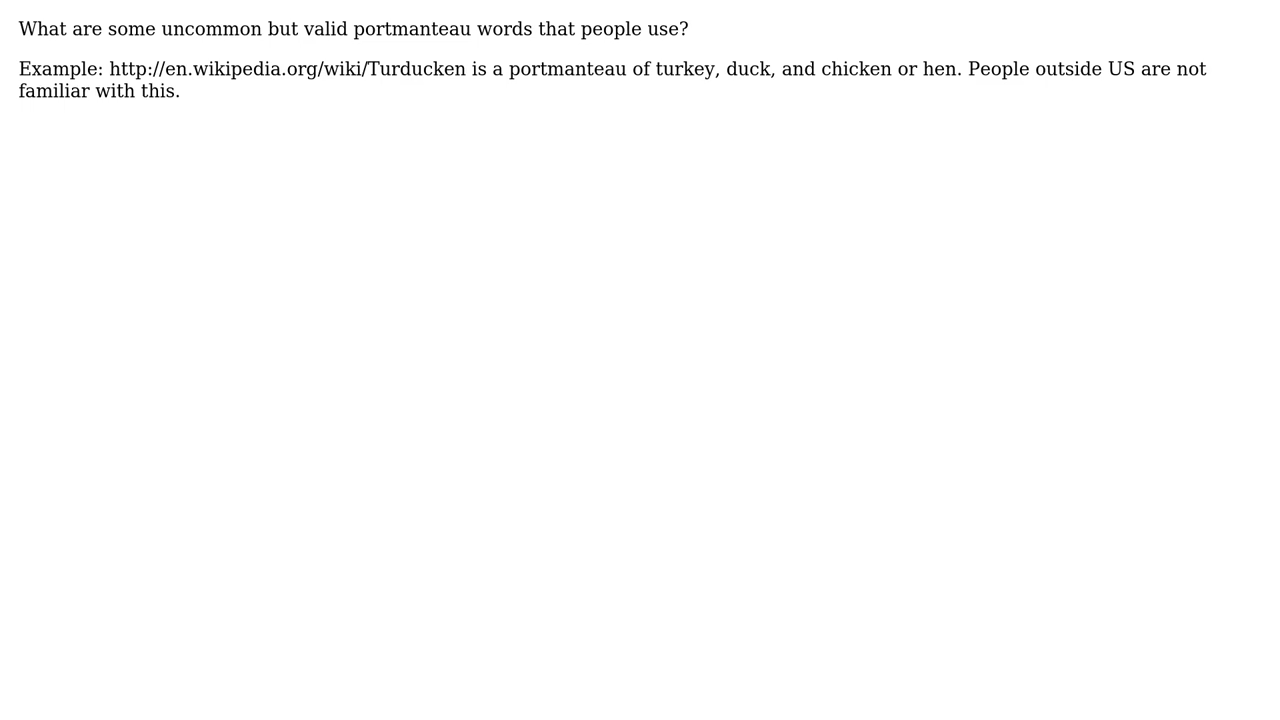 What are some uncommon but valid portmanteau words that people use?
Example: http://en.wikipedia.org/wiki/Turducken is a portmanteau of turkey, duck, and chicken or hen. People outside US are not
familiar with this.